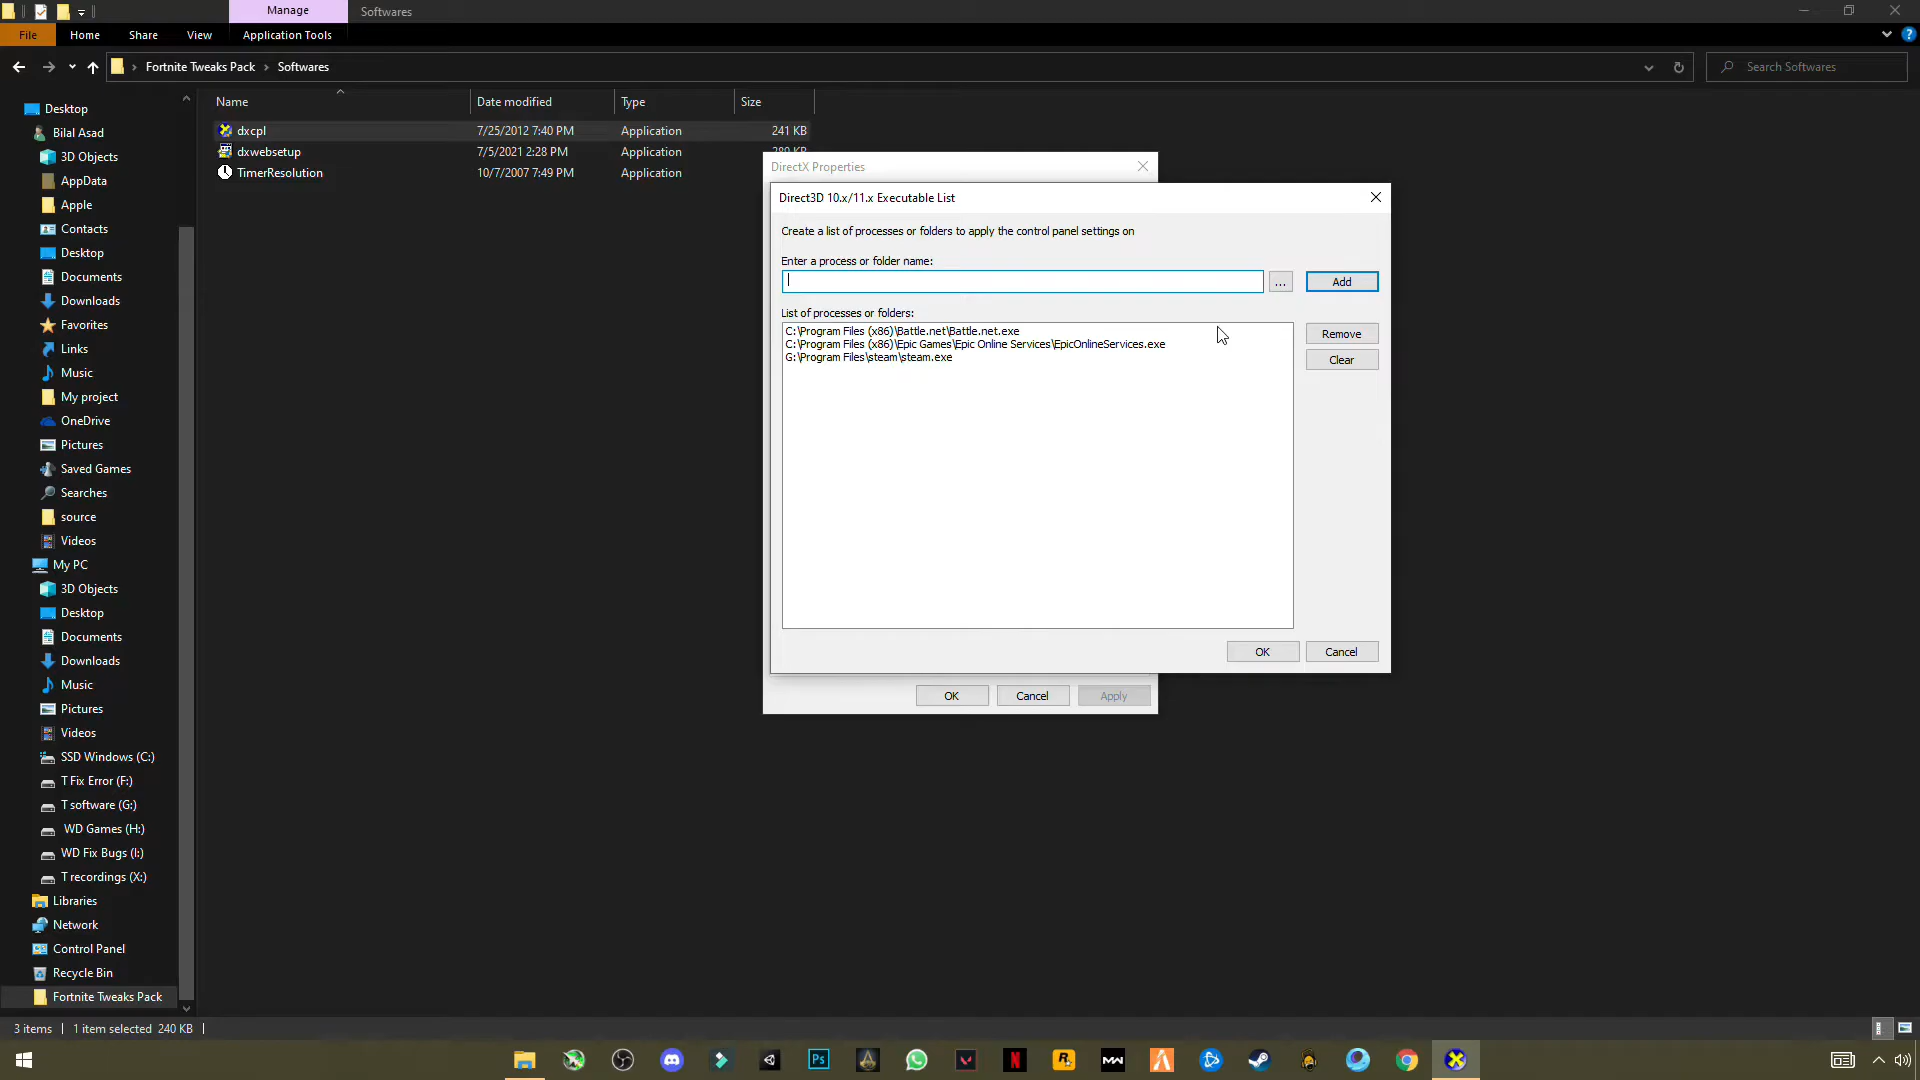 Manage
Softwares
File
Home
Share
View
Application Tools
Fortnite Tweaks Pack
Softwares
Search Softwares
Name
Date modified
Type
Size
dxcpl
7/25/2012 7:40 PM
Application
241 KB
dxwebsetup
7/5/2021 2:28 PM
Application
TimerResolution
10/7/2007 7:49 PM
Application
DirectX Properties
Direct3D 10.x/11.x Executable List
Create a list of processes or folders to apply the control panel settings on
Enter a process or folder name:
...
Add
List of processes or folders:
C:\Program Files (x86)\Battle.net\Battle.net.exe
C:\Program Files (x86)\Epic Games\Epic Online Services\EpicOnlineServices.exe
G:\Program Files\steam\steam.exe
Remove
Clear
OK
Cancel
OK
Cancel
Apply
Desktop
Bilal Asad
3D Objects
AppData
Apple
Contacts
Desktop
Documents
Downloads
Favorites
Links
Music
My project
OneDrive
Pictures
Saved Games
Searches
source
Videos
My PC
3D Objects
Desktop
Documents
Downloads
Music
Pictures
Videos
SSD Windows (C:)
T Fix Error (F:)
T software (G:)
WD Games (H:)
WD Fix Bugs (I:)
T recordings (X:)
Libraries
Network
Control Panel
Recycle Bin
Fortnite Tweaks Pack
3 items
1 item selected 240 KB
Ps
N
R
MW